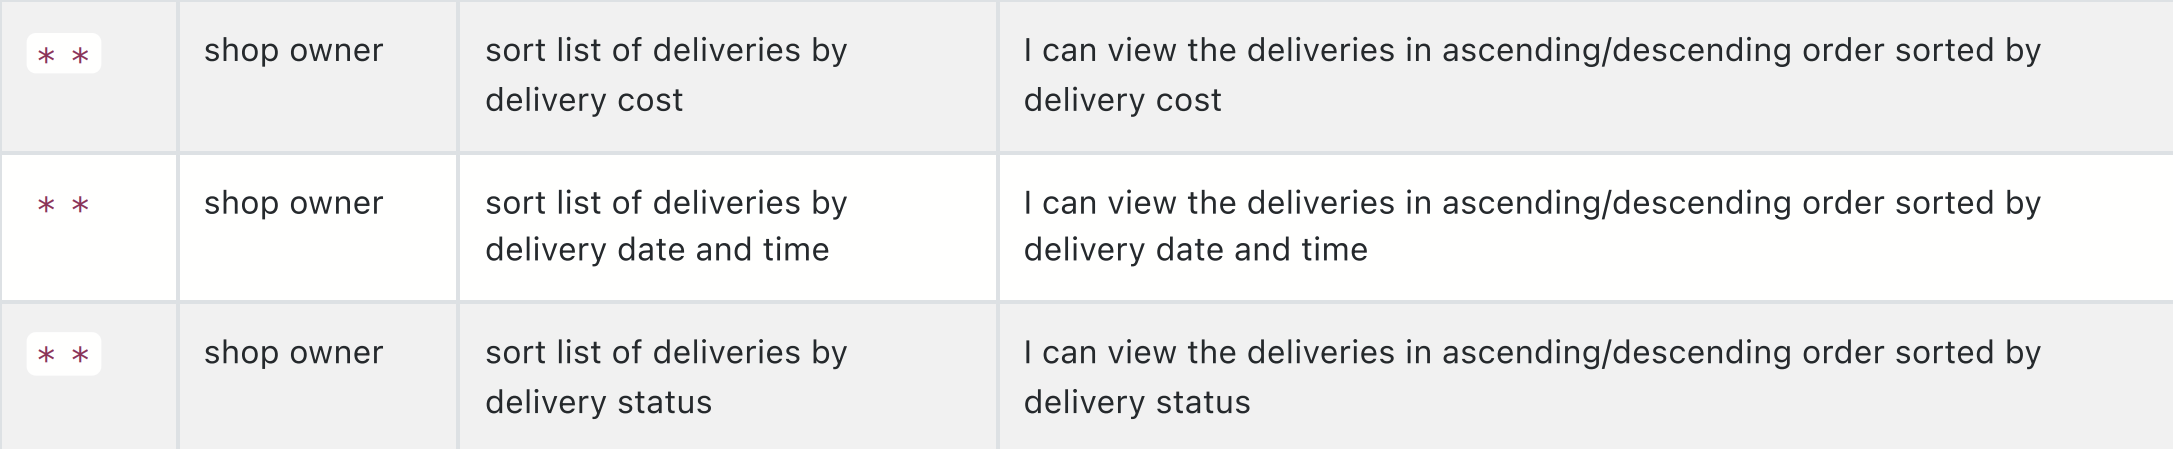 * * shop owner sort list of deliveries by I can view the deliveries in ascending/descending order sorted by
delivery cost delivery cost
* * shop owner sort list of deliveries by I can view the deliveries in ascending/descending order sorted by
delivery date and time delivery date and time
* * shop owner sort list of deliveries by I can view the deliveries in ascending/descending order sorted by
delivery status delivery status